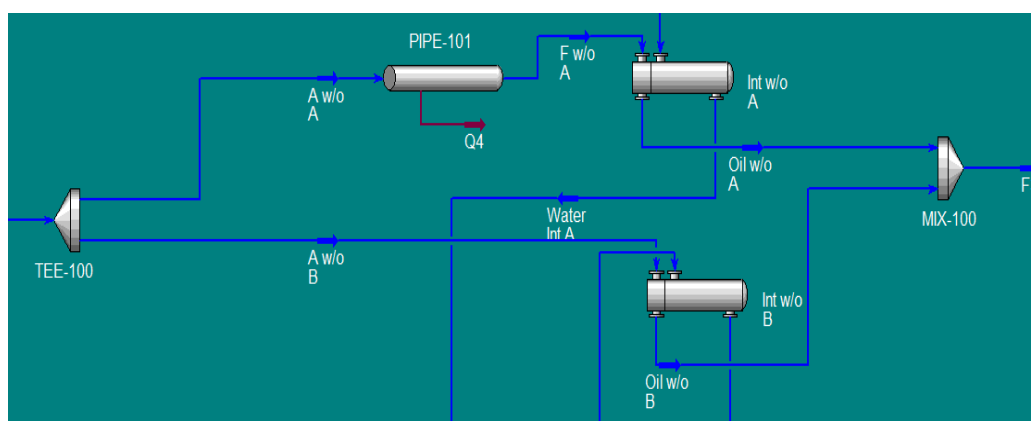 PIPE-101
F w/o
A
Int w/o
A
A w/o
A
Q4
Oil w/o
A
F
MIX-100
Water
Int A
TEE-100
A w/o
B
Int w/o
B
Oil w/o
B